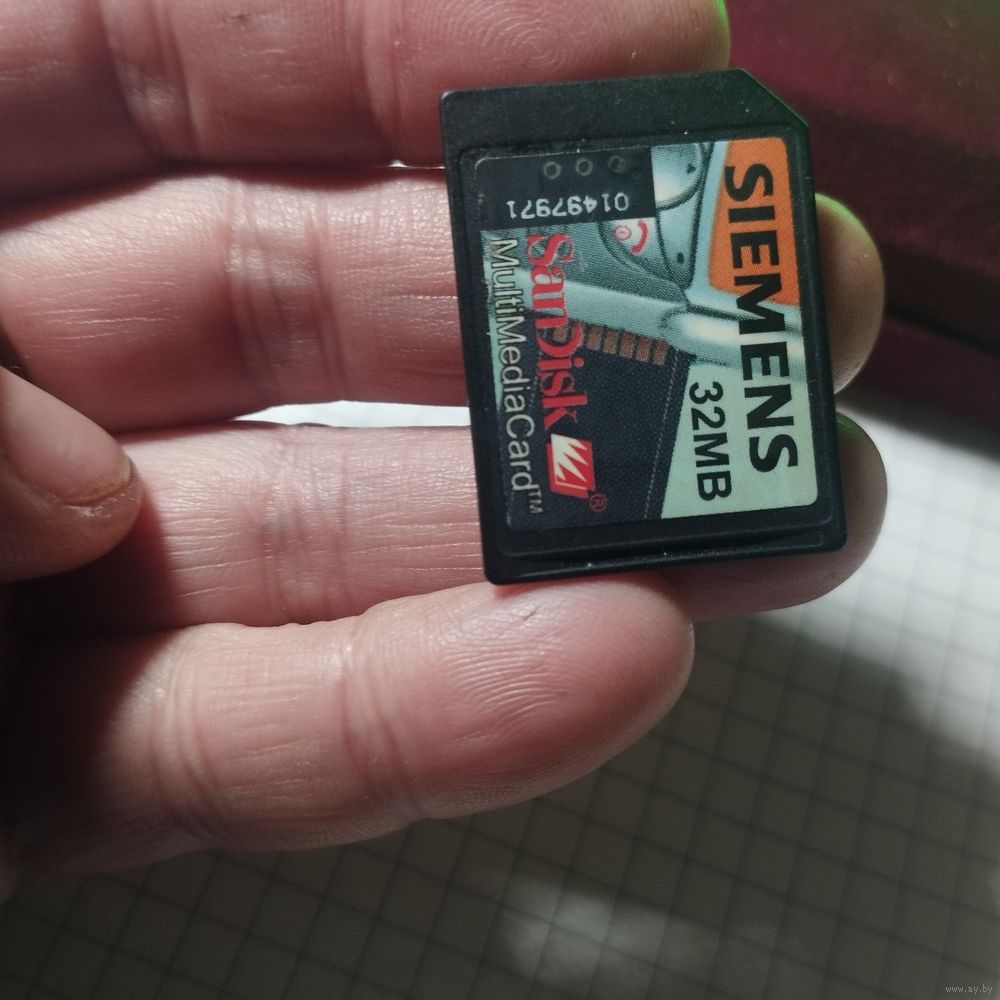 SIEMENS
32MB
SanDisk®
MultiMediaCard™
01497971
www.ay.by